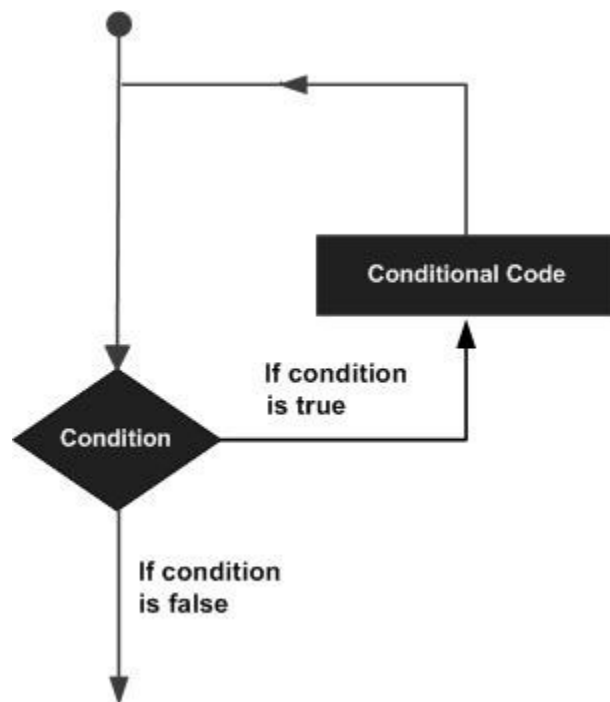 Conditional Code
If condition
is true
Condition
If condition
is false